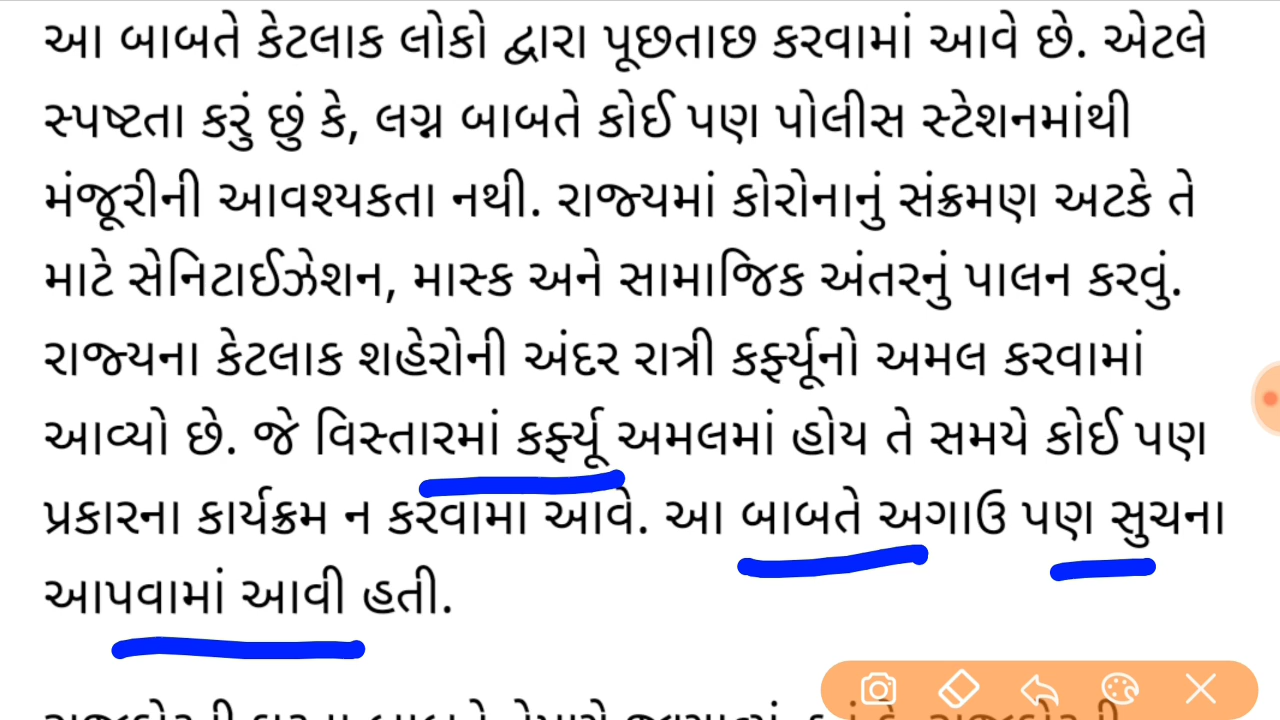 આ બાબતે કેટલાક લોકો દ્વારા પૂછતાછ કરવામાં આવે છે. એટલે
સ્પષ્ટતા કરું છું કે, લગ્ન બાબતે કોઈ પણ પોલીસ સ્ટેશનમાંથી
મંજૂરીની આવશ્યકતા નથી. રાજ્યમાં કોરોનાનું સંક્રમણ અટકે તે
માટે સેનિટાઈઝેશન, માસ્ક અને સામાજિક અંતરનું પાલન કરવું.
રાજ્યના કેટલાક શહેરોની અંદર રાત્રી કર્ફ્યૂનો અમલ કરવામાં
આવ્યો છે. જે વિસ્તારમાં કર્ફ્યૂ અમલમાં હોય તે સમયે કોઈ પણ
પ્રકારના કાર્યક્રમ ન કરવામાં આવે. આ બાબતે અગાઉ પણ સુચના
આપવામાં આવી હતી.